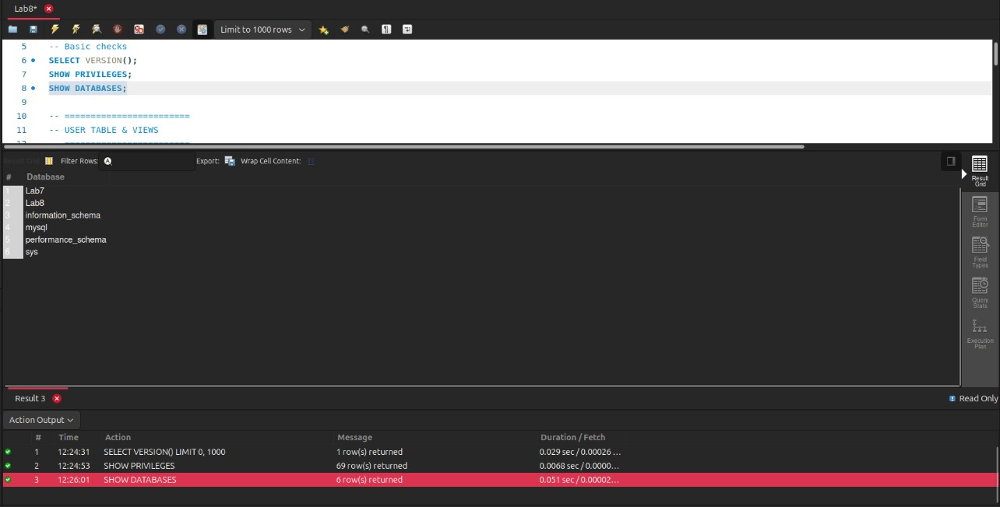 Lab8*
Limit to 1000 rows
5 -- Basic checks
6 SELECT VERSION();
7 SHOW PRIVILEGES;
8 SHOW DATABASES;
9
10 -- ========================
11 -- USER TABLE & VIEWS
12 -- ========================
Result Grid Filter Rows: Export: Wrap Cell Content:
# Database
1 Lab7
2 Lab8
3 information_schema
4 mysql
5 performance_schema
6 sys
Result
Grid
Form
Editor
Field
Types
Query
Stats
Execution
Plan
Result 3 Read Only
Action Output
# Time Action Message Duration / Fetch
1 12:24:31 SELECT VERSION() LIMIT 0, 1000 1 row(s) returned 0.029 sec / 0.00026 ...
2 12:24:53 SHOW PRIVILEGES 69 row(s) returned 0.0068 sec / 0.0000...
3 12:26:01 SHOW DATABASES 6 row(s) returned 0.051 sec / 0.00002...